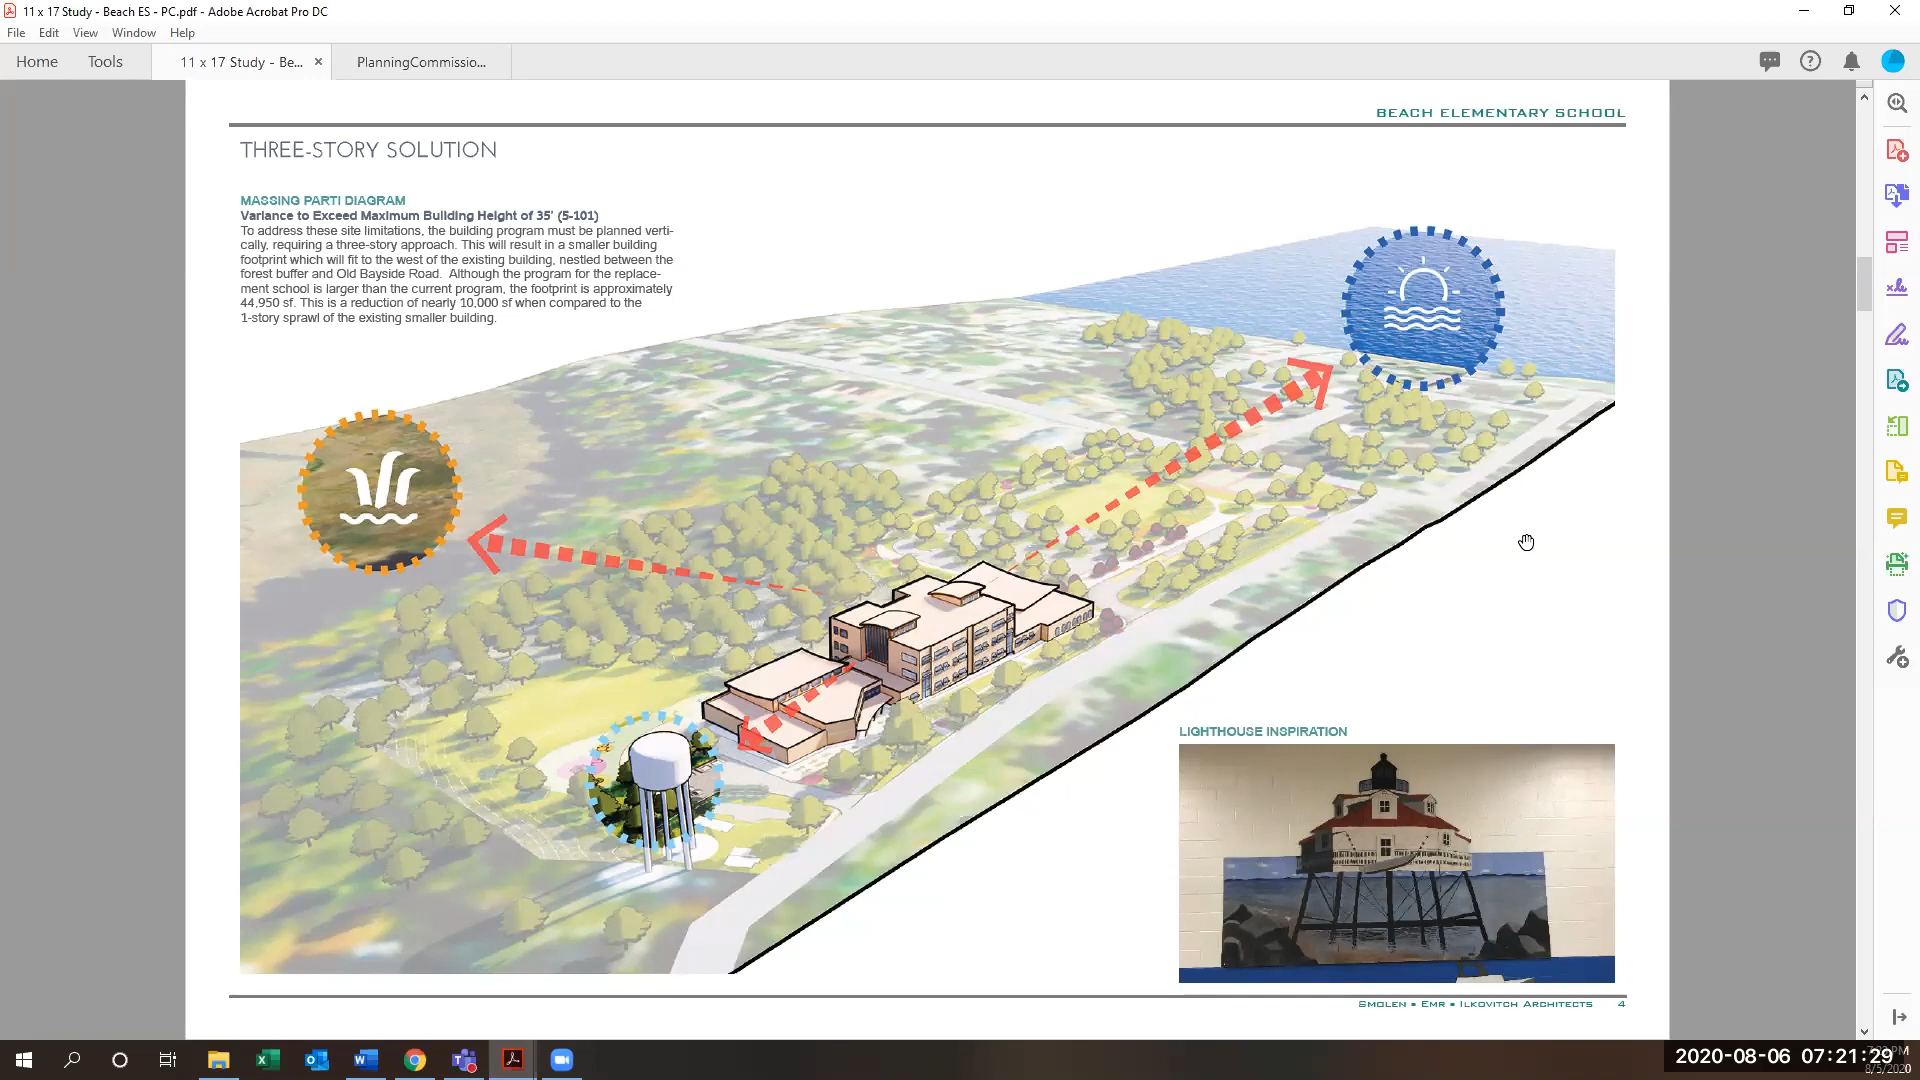 11 x 17 Study - Beach ES - PC.pdf - Adobe Acrobat Pro DC
File Edit View Window Help
Home Tools 11 x 17 Study - Be... × PlanningCommissio...
BEACH ELEMENTARY SCHOOL
THREE-STORY SOLUTION
MASSING PARTI DIAGRAM
Variance to Exceed Maximum Building Height of 35' (5-101)
To address these site limitations, the building program must be planned verti-
cally, requiring a three-story approach. This will result in a smaller building
footprint which will fit to the west of the existing building, nestled between the
forest buffer and Old Bayside Road. Although the program for the replace-
ment school is larger than the current program, the footprint is approximately
44,950 sf. This is a reduction of nearly 10,000 sf when compared to the
1-story sprawl of the existing smaller building.
LIGHTHOUSE INSPIRATION
SMOLEN ▪ EMR ▪ ILKOVITCH ARCHITECTS 4
2020-08-06 07:21:29
8/5/2020